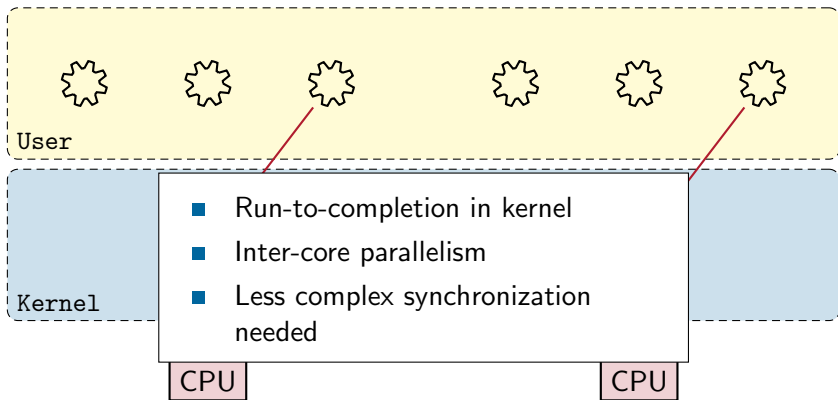 User
Run-to-completion in kernel
Inter-core parallelism
Less complex synchronization
needed
Kernel
CPU
CPU